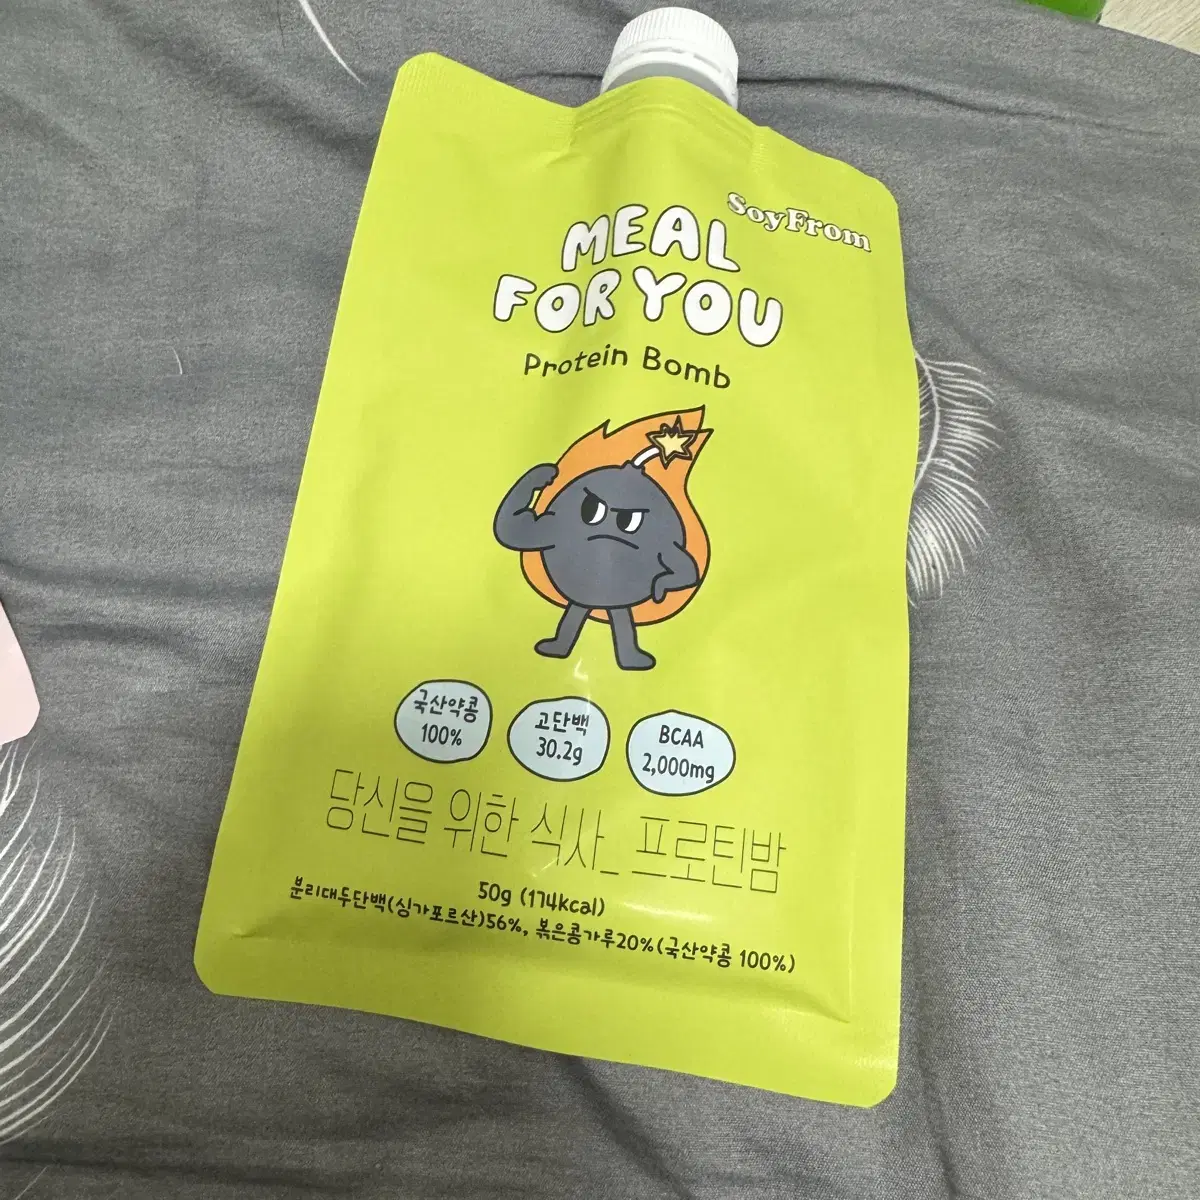 SoyFrom
MEAL
FOR YOU
Protein Bomb
국산약콩
100%
고단백
30.2g
BCAA
2,000mg
당신을 위한 식사_ 프로틴밤
50g (174kcal)
분리대두단백(싱가포르산)56%, 볶은콩가루20%(국산약콩 100%)